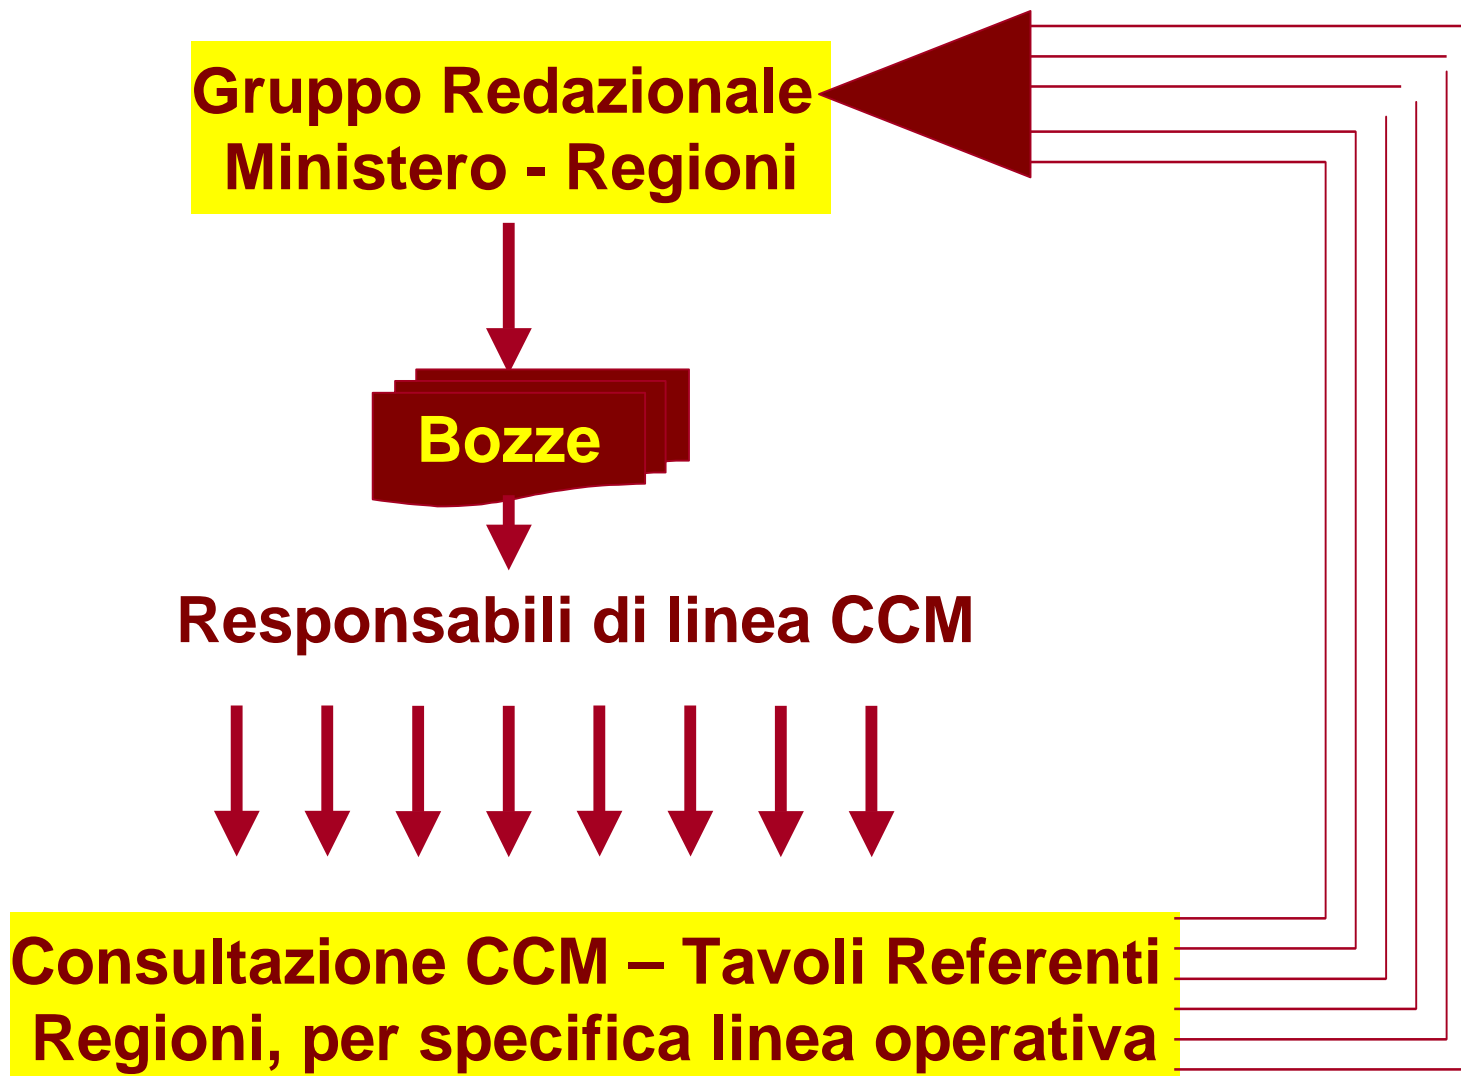 Gruppo Redazionale
Ministero - Regioni
Bozze
Responsabili di linea CCM
Consultazione CCM – Tavoli Referenti
Regioni, per specifica linea operativa